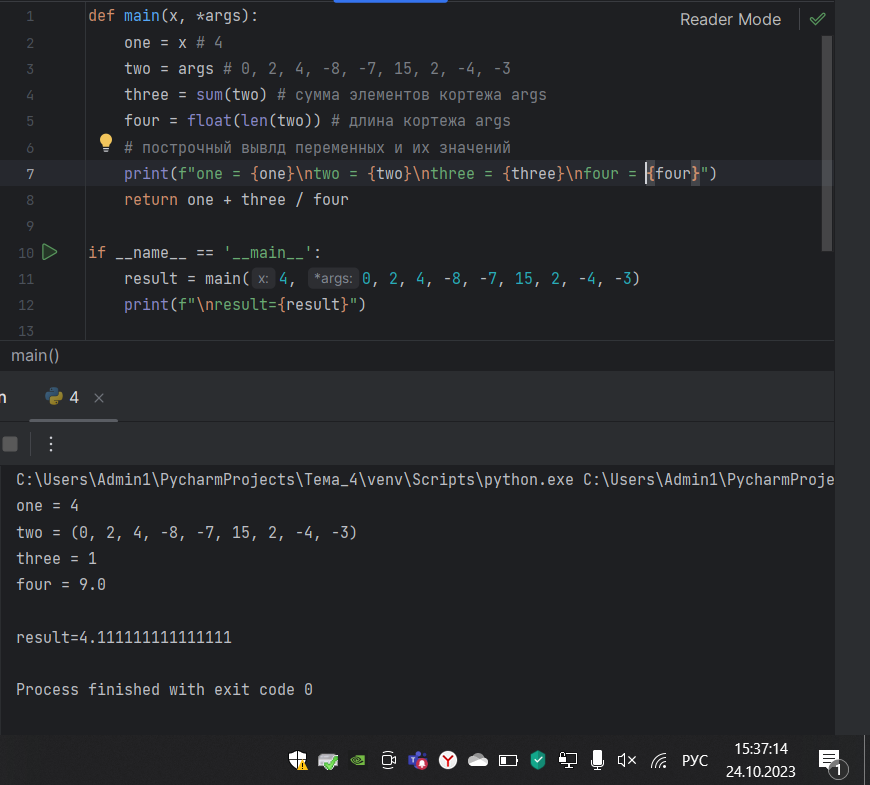 Reader Mode
1 def main(x, *args):
2 one = x # 4
3 two = args # 0, 2, 4, -8, -7, 15, 2, -4, -3
4 three = sum(two) # сумма элементов кортежа args
5 four = float(len(two)) # длина кортежа args
6 # построчный вывлд переменных и их значений
7 print(f"one = {one}\ntwo = {two}\nthree = {three}\nfour = {four}")
8 return one + three / four
9
10 if __name__ == '__main__':
11 result = main( x: 4, *args: 0, 2, 4, -8, -7, 15, 2, -4, -3)
12 print(f"\nresult={result}")
13
main()
n 4
C:\Users\Admin1\PycharmProjects\Тема_4\venv\Scripts\python.exe C:\Users\Admin1\PycharmProje
one = 4
two = (0, 2, 4, -8, -7, 15, 2, -4, -3)
three = 1
four = 9.0
result=4.111111111111111
Process finished with exit code 0
РУС
15:37:14
24.10.2023
1